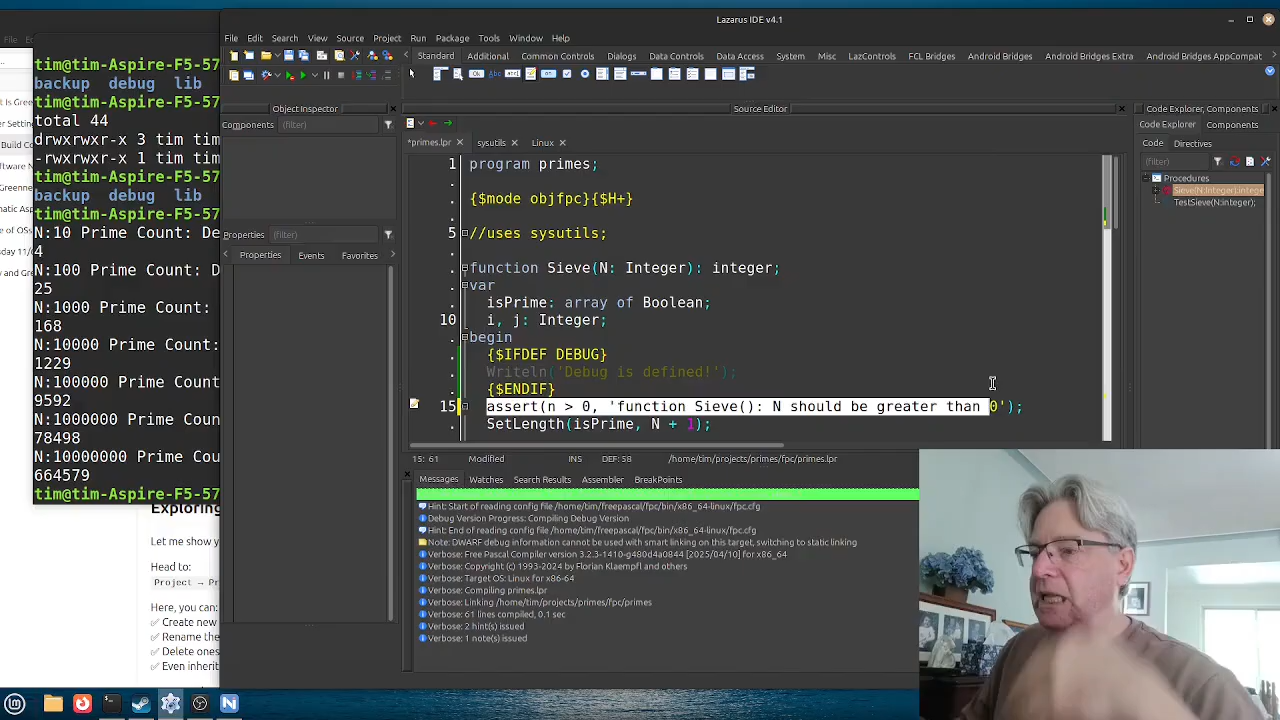 Lazarus IDE v4.1
File Edit Search View Source Project Run Package Tools Window Help
Standard Additional Common Controls Dialogs Data Controls Data Access System Misc LazControls FCL Bridges Android Bridges Android Bridges Extra AndroidBridges AppCompat
Object Inspector
Source Editor
Code Explorer, Components
Components (filter)
Code Explorer Components
Code Directives
(filter)
Procedures
Sieve(N:Integer):intege
TestSieve(N:integer);
Properties (filter)
Properties Events Favorites
*primes.lpr sysutils Linux
1 program primes;
{$mode objfpc}{$H+}
5 //uses sysutils;
function Sieve(N: Integer): integer;
var
isPrime: array of Boolean;
10 i, j: Integer;
begin
{$IFDEF DEBUG}
Writeln('Debug is defined!');
{$ENDIF}
15 assert(n > 0, 'function Sieve(): N should be greater than 0');
SetLength(isPrime, N + 1);
15: 61 Modified INS DEF: 58 /home/tim/projects/primes/fpc/primes.lpr
Messages Watches Search Results Assembler BreakPoints
Hint: Start of reading config file /home/tim/freepascal/fpc/bin/x86_64-linux/fpc.cfg
Debug Version Progress: Compiling Debug Version
Hint: End of reading config file /home/tim/freepascal/fpc/bin/x86_64-linux/fpc.cfg
Note: DWARF debug information cannot be used with smart linking on this target, switching to static linking
Verbose: Free Pascal Compiler version 3.2.3-1410-g480d4a0844 [2025/04/10] for x86_64
Verbose: Copyright (c) 1993-2024 by Florian Klaempfl and others
Verbose: Target OS: Linux for x86-64
Verbose: Compiling primes.lpr
Verbose: Linking /home/tim/projects/primes/fpc/primes
Verbose: 61 lines compiled, 0.1 sec
Verbose: 2 hint(s) issued
Verbose: 1 note(s) issued
tim@tim-Aspire-F5-57
backup debug lib
tim@tim-Aspire-F5-57
total 44
drwxrwxr-x 3 tim tim
-rwxrwxr-x 1 tim tim
tim@tim-Aspire-F5-57
backup debug lib
tim@tim-Aspire-F5-57
N:10 Prime Count: De
4
N:100 Prime Count: D
25
N:1000 Prime Count:
168
N:10000 Prime Count:
1229
N:100000 Prime Count
9592
N:1000000 Prime Coun
78498
N:10000000 Prime Cou
664579
tim@tim-Aspire-F5-57
Exploring
Let me show y
Head to:
Project → Pr
Here, you can:
✅ Create new
✅ Rename the
✅ Delete ones
✅ Even inherit